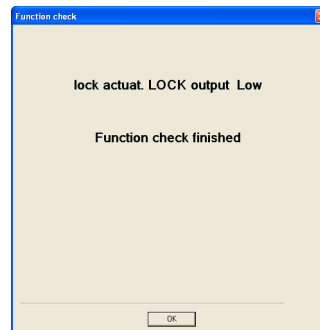 Function check
lock actuat. LOCK output Low
Function check finished
OK